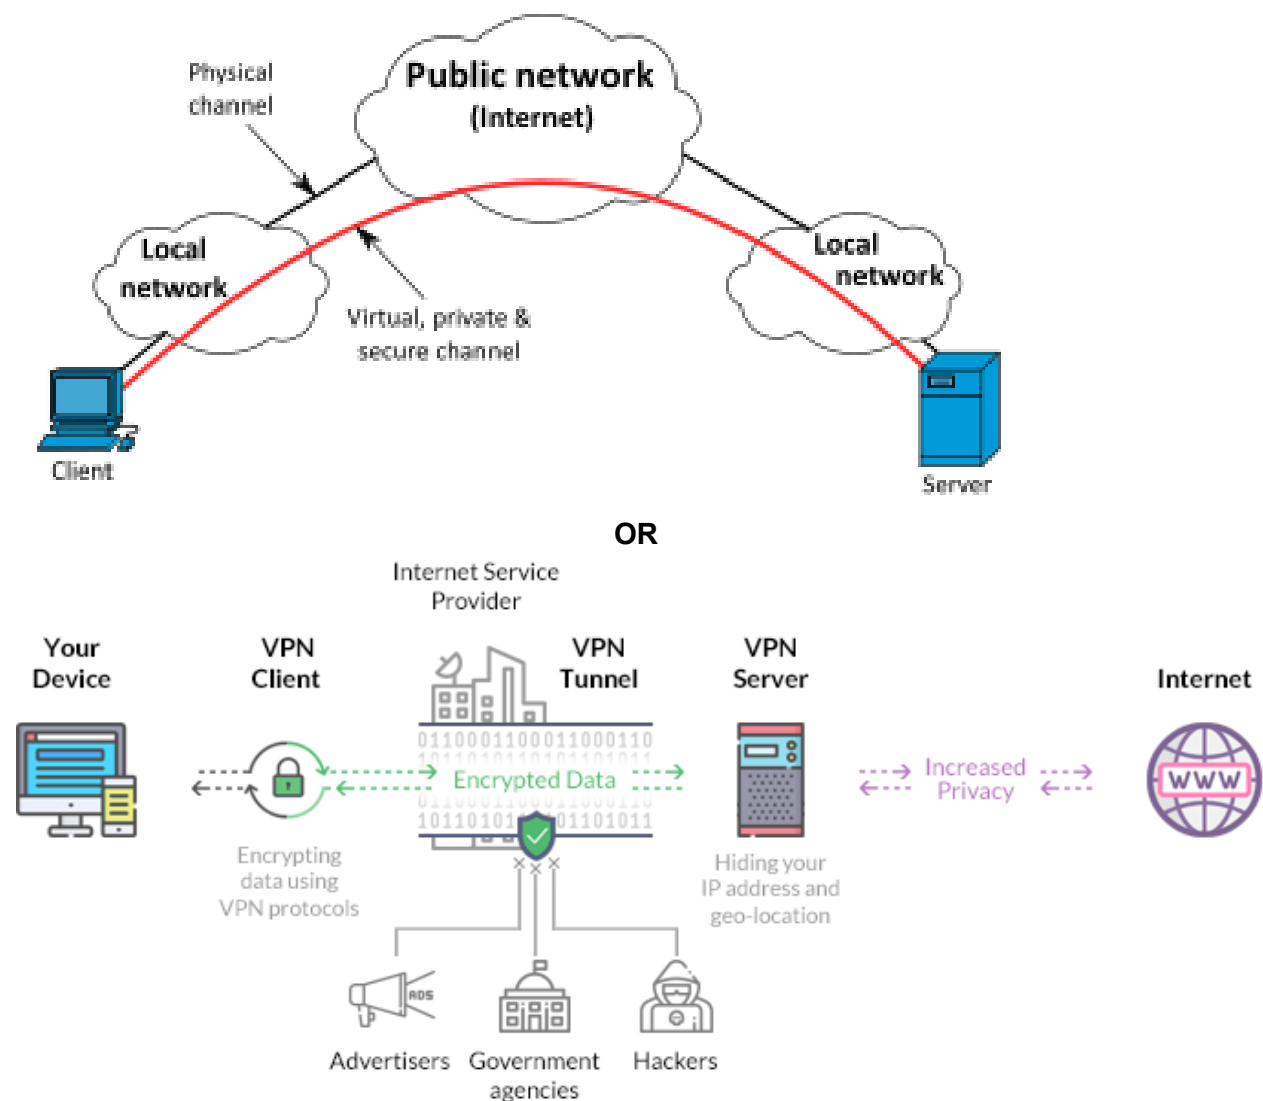 Public network
(Internet)
Physical
channel
Local
network
Local
network
Virtual, private &
secure channel
Client
Server
OR
Internet Service
Provider
Your
Device
VPN
Client
VPN
Tunnel
VPN
Server
Internet
011000110001100110
Encrypted Data
Increased
Privacy
WWW
Encrypting
data using
VPN protocols
Hiding your
IP address and
geo-location
ADS
Advertisers
Government
agencies
Hackers